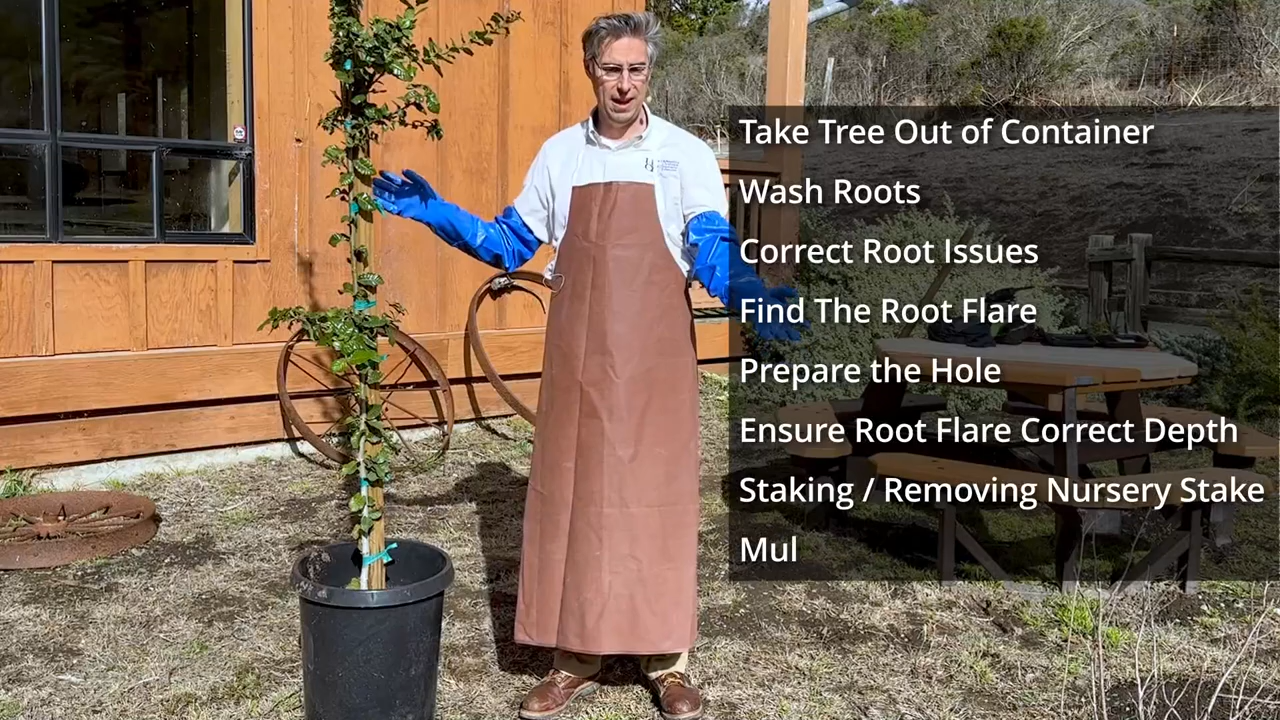 Take Tree Out of Container
Wash Roots
Correct Root Issues
Find The Root Flare
Prepare the Hole
Ensure Root Flare Correct Depth
Staking / Removing Nursery Stake
Mul